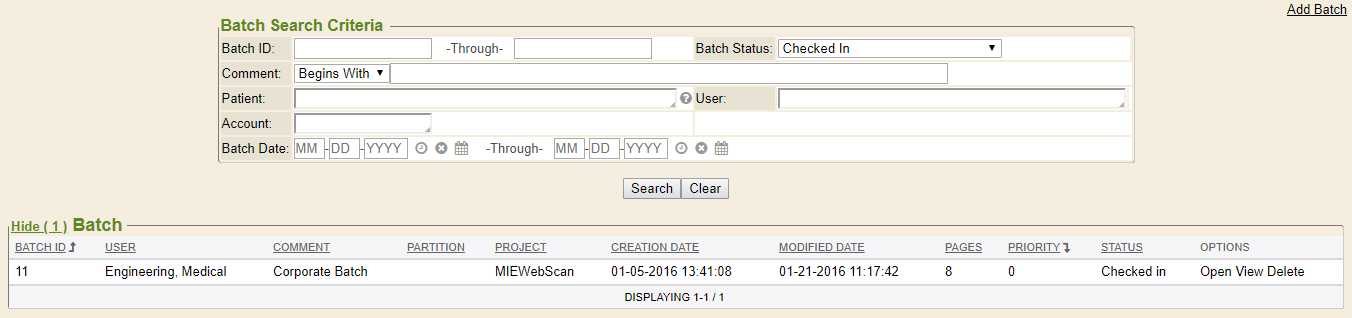 Add Batch
Batch Search Criteria
Batch ID: -Through- Batch Status: Checked In
Comment: Begins With
Patient: User:
Account:
Batch Date: MM-DD-YYYY -Through- MM-DD-YYYY
Search Clear
Hide ( 1 ) Batch
BATCH ID USER COMMENT PARTITION PROJECT CREATION DATE MODIFIED DATE PAGES PRIORITY STATUS OPTIONS
11 Engineering, Medical Corporate Batch MIEWebScan 01-05-2016 13:41:08 01-21-2016 11:17:42 8 0 Checked in Open View Delete
DISPLAYING 1-1 / 1